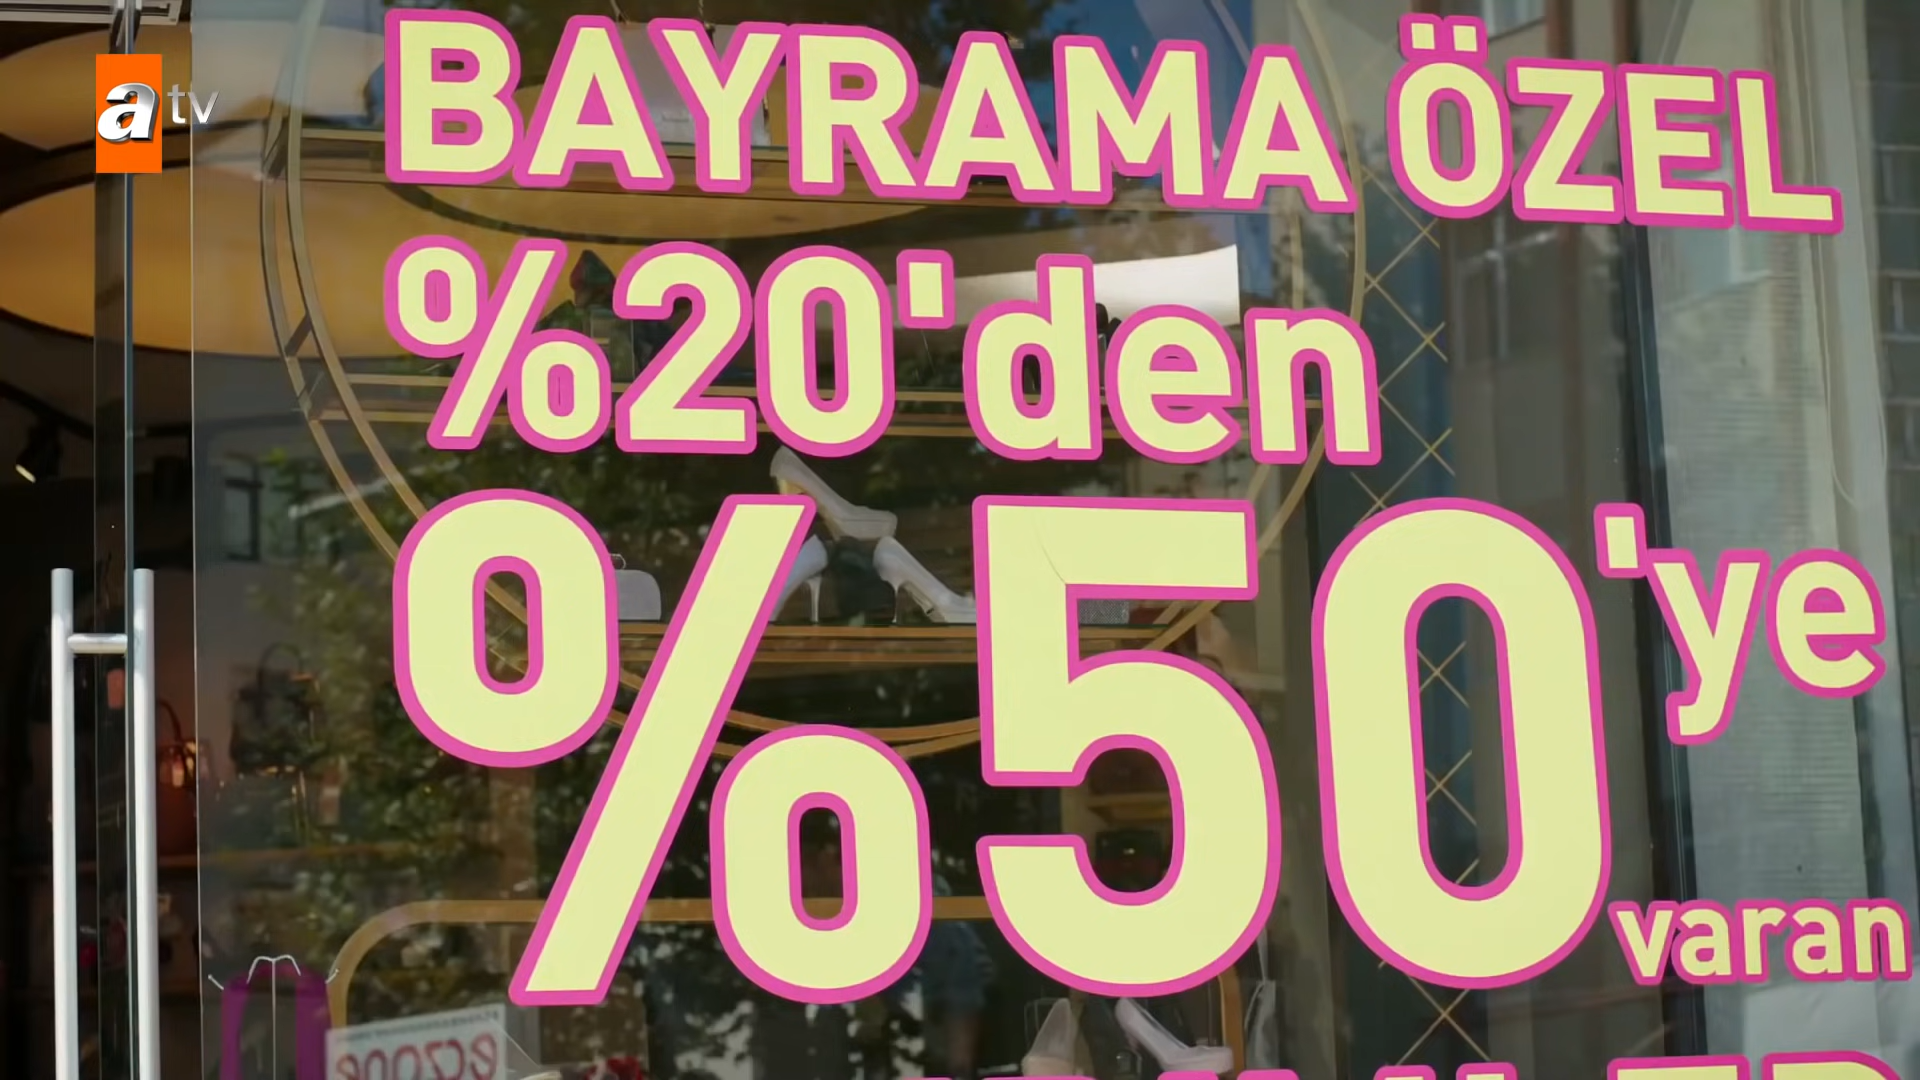 atv
BAYRAMA ÖZEL
%20'den
%50'ye
varan